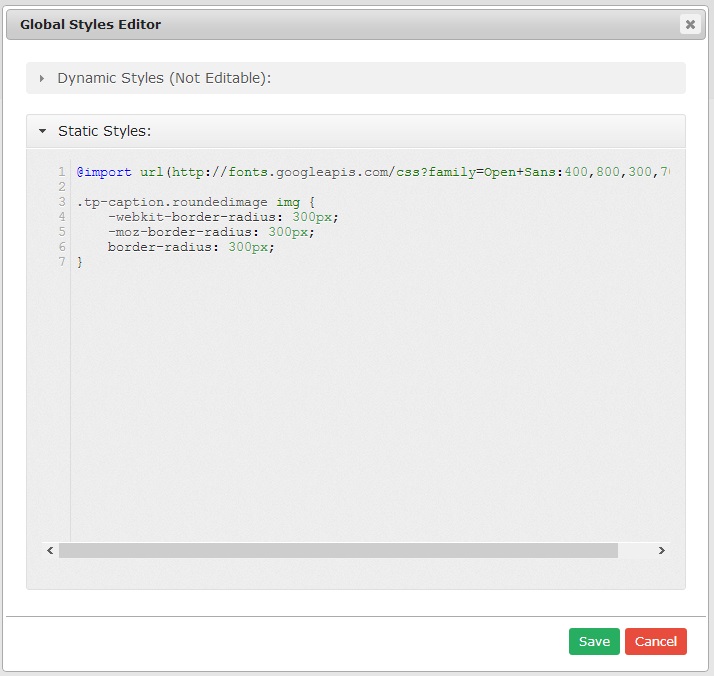 Global Styles Editor
Dynamic Styles (Not Editable):
Static Styles:
1 @import url(http://fonts.googleapis.com/css?family=Open+Sans:400,800,300,7
2
3 .tp-caption.roundedimage img {
4 -webkit-border-radius: 300px;
5 -moz-border-radius: 300px;
6 border-radius: 300px;
7 }
Save Cancel